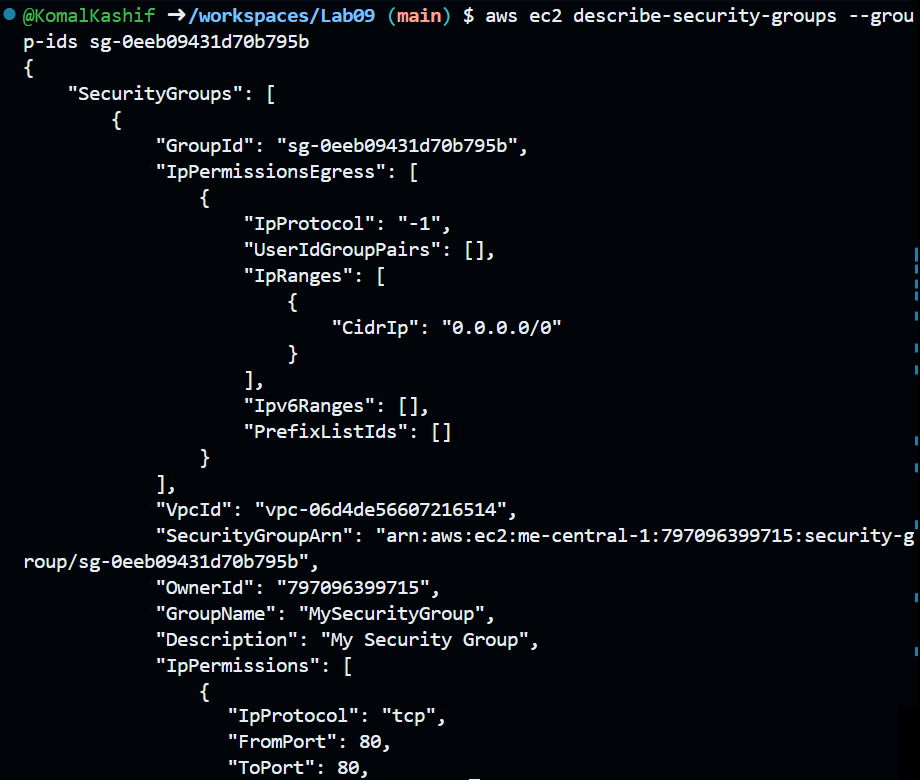 @KomalKashif ➜/workspaces/Lab09 (main) $ aws ec2 describe-security-groups --grou
p-ids sg-0eeb09431d70b795b
{
    "SecurityGroups": [
        {
            "GroupId": "sg-0eeb09431d70b795b",
            "IpPermissionsEgress": [
                {
                    "IpProtocol": "-1",
                    "UserIdGroupPairs": [],
                    "IpRanges": [
                        {
                            "CidrIp": "0.0.0.0/0"
                        }
                    ],
                    "Ipv6Ranges": [],
                    "PrefixListIds": []
                }
            ],
            "VpcId": "vpc-06d4de56607216514",
            "SecurityGroupArn": "arn:aws:ec2:me-central-1:797096399715:security-g
roup/sg-0eeb09431d70b795b",
            "OwnerId": "797096399715",
            "GroupName": "MySecurityGroup",
            "Description": "My Security Group",
            "IpPermissions": [
                {
                    "IpProtocol": "tcp",
                    "FromPort": 80,
                    "ToPort": 80,